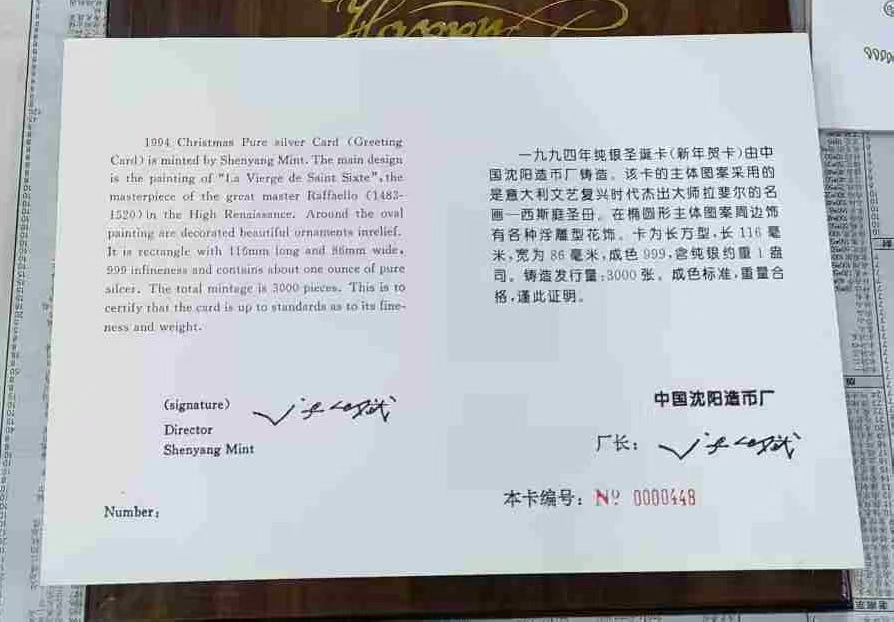 1994 Christmas Pure silver Card (Greeting
Card) is minted by Shenyang Mint. The main design
is the painting of "La Vierge de Saint Sixte", the
masterpiece of the great master Raffaello (1483-
1520) in the High Renaissance. Around the oval
painting are decorated beautiful ornaments inrelief.
It is rectangle with 116mm long and 86mm wide,
999 infineness and contains about one ounce of pure
silcer. The total mintage is 3000 pieces. This is to
certify that the card is up to standards as to its fine-
ness and weight.
(signature)
Director
Shenyang Mint
Number:
一九九四年纯银圣诞卡(新年贺卡)由中
国沈阳造币厂铸造。该卡的主体图案采用的
是意大利文艺复兴时代杰出大师拉斐尔的名
画—西斯庭圣母。在椭圆形主体图案周边饰
有各种浮雕型花饰。卡为长方型,长 116 毫
米,宽为 86 毫米,成色 999,含纯银约重 1 盎
司。铸造发行量:3000 张。成色标准,重量合
格,谨此证明。
中国沈阳造币厂
厂长:
本卡编号: № 0000448